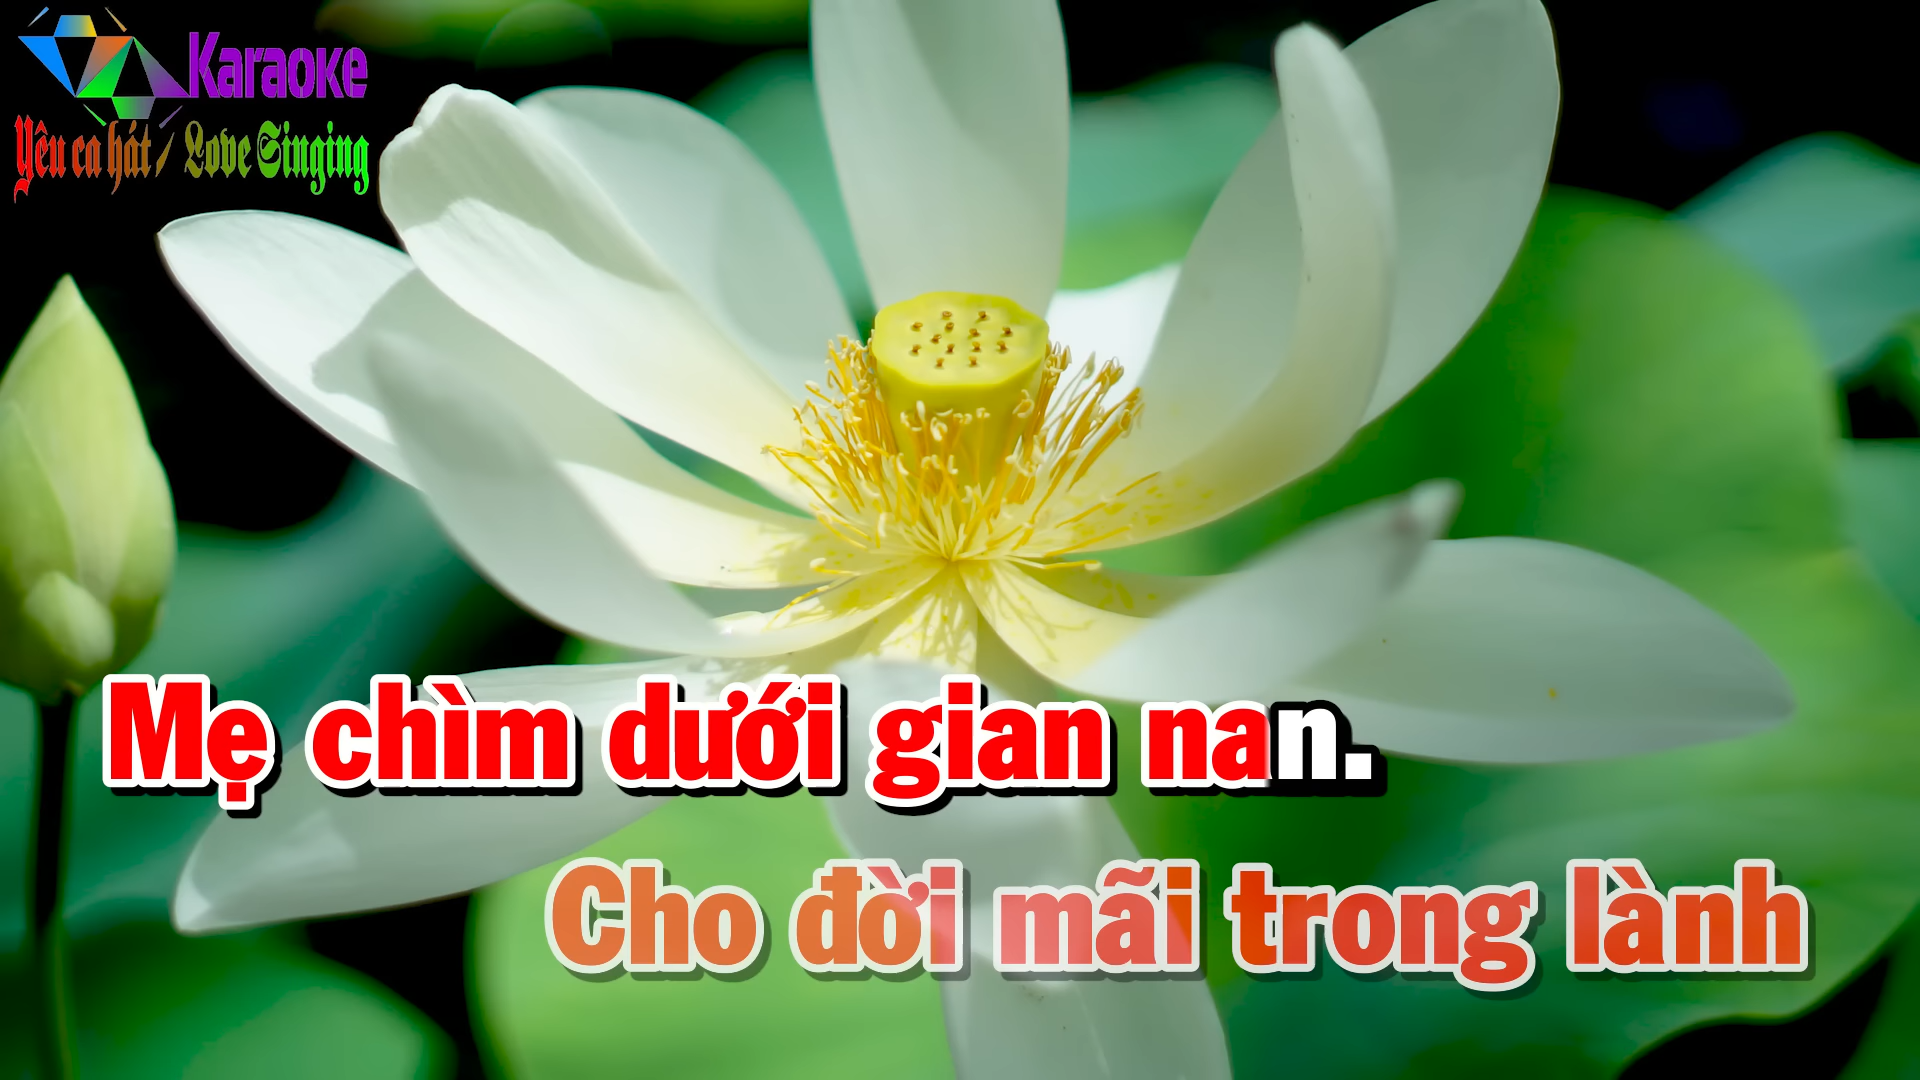 Karaoke
Yêu ca hát / Love Singing
Mẹ chìm dưới gian nan.
Cho đời mãi trong lành